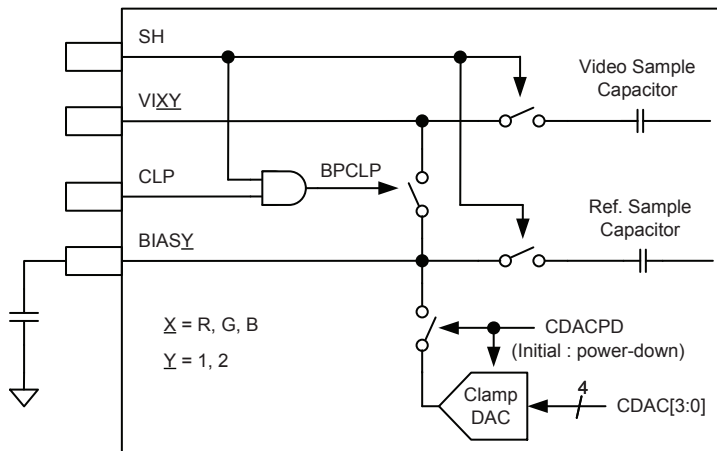 SH
Video Sample
Capacitor
VIXY
CLP
BPCLP
Ref. Sample
Capacitor
BIASY
X = R, G, B
Y = 1, 2
CDACPD
(Initial : power-down)
Clamp
DAC
4
CDAC[3:0]